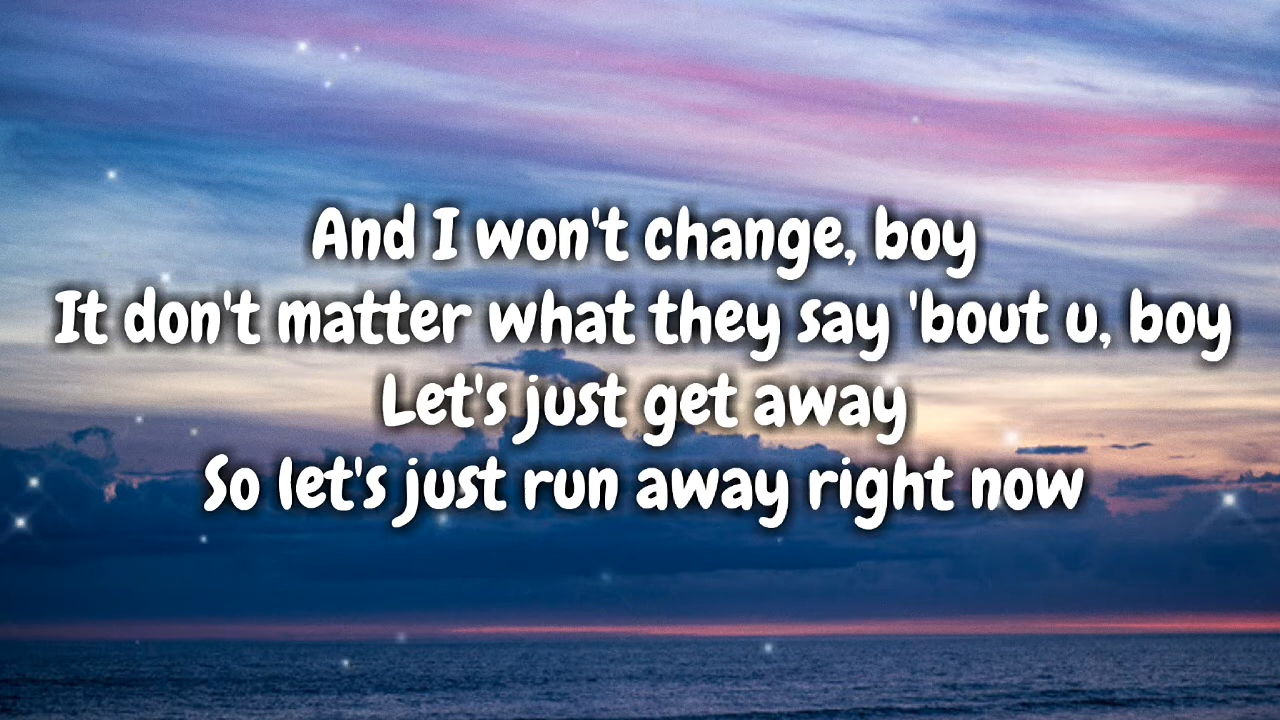 And I won't change, boy
It don't matter what they say 'bout u, boy
Let's just get away
So let's just run away right now